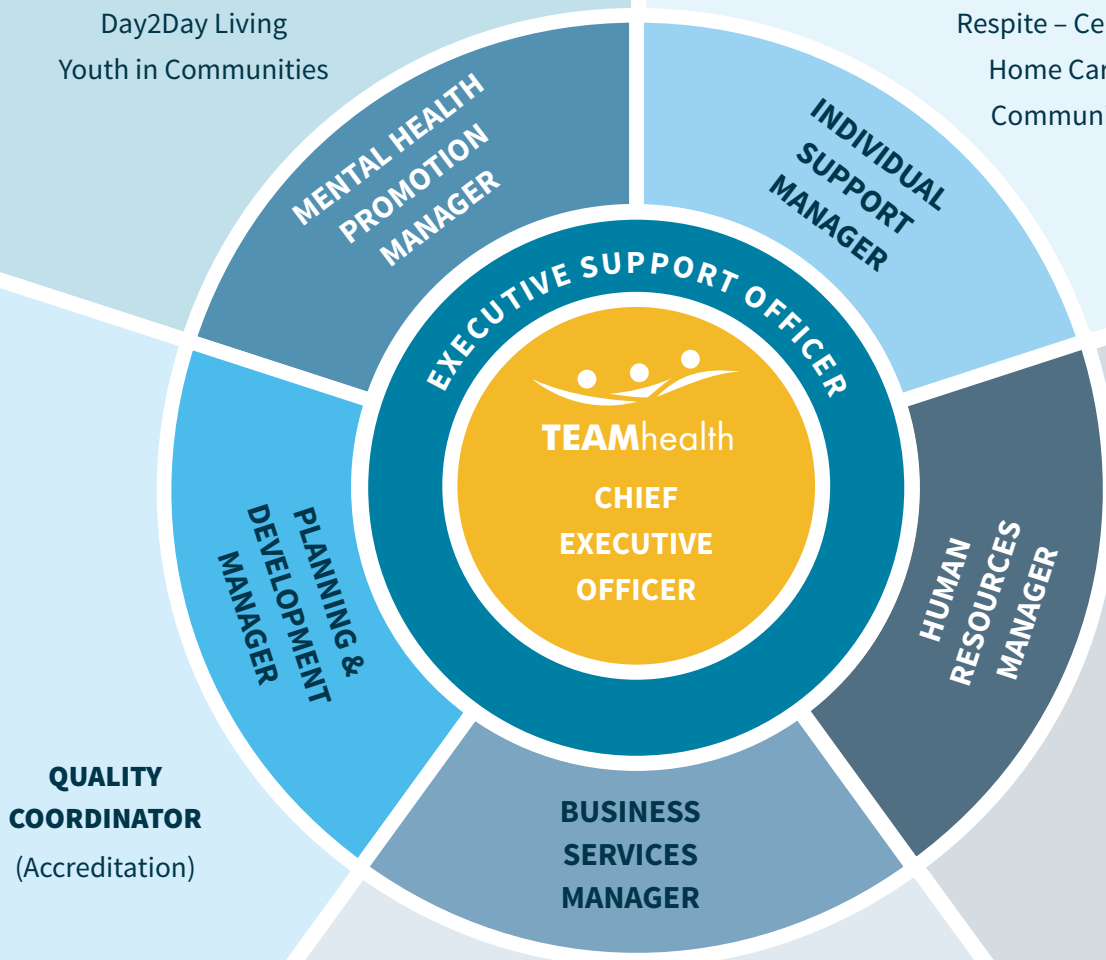 Day2Day Living
Youth in Communities
Respite –
MENTAL HEALTH
PROMOTION
MANAGER
INDIVIDUAL
SUPPORT
MANAGER
EXECUTIVE SUPPORT OFFICER
TEAMhealth
CHIEF
EXECUTIVE
OFFICER
PLANNING &
DEVELOPMENT
MANAGER
HUMAN
RESOURCES
MANAGER
QUALITY
COORDINATOR
(Accreditation)
BUSINESS
SERVICES
MANAGER